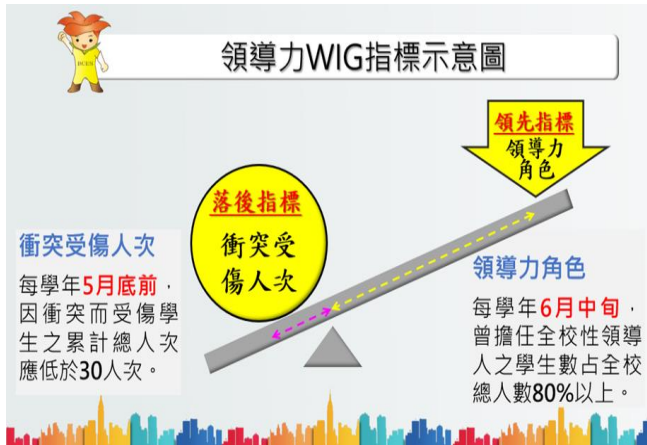 領導力WIG指標示意圖
領先指標
領導力
角色
落後指標
衝突受
傷人次
衝突受傷人次
每學年5月底前，
因衝突而受傷學
生之累計總人次
應低於30人次。
領導力角色
每學年6月中旬，
曾擔任全校性領導
人之學生數占全校
總人數80%以上。